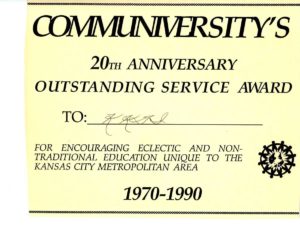 COMMUNIVERSITY'S
20TH ANNIVERSARY
OUTSTANDING SERVICE AWARD
TO:
FOR ENCOURAGING ECLECTIC AND NON-
TRADITIONAL EDUCATION UNIQUE TO THE
KANSAS CITY METROPOLITAN AREA
1970-1990